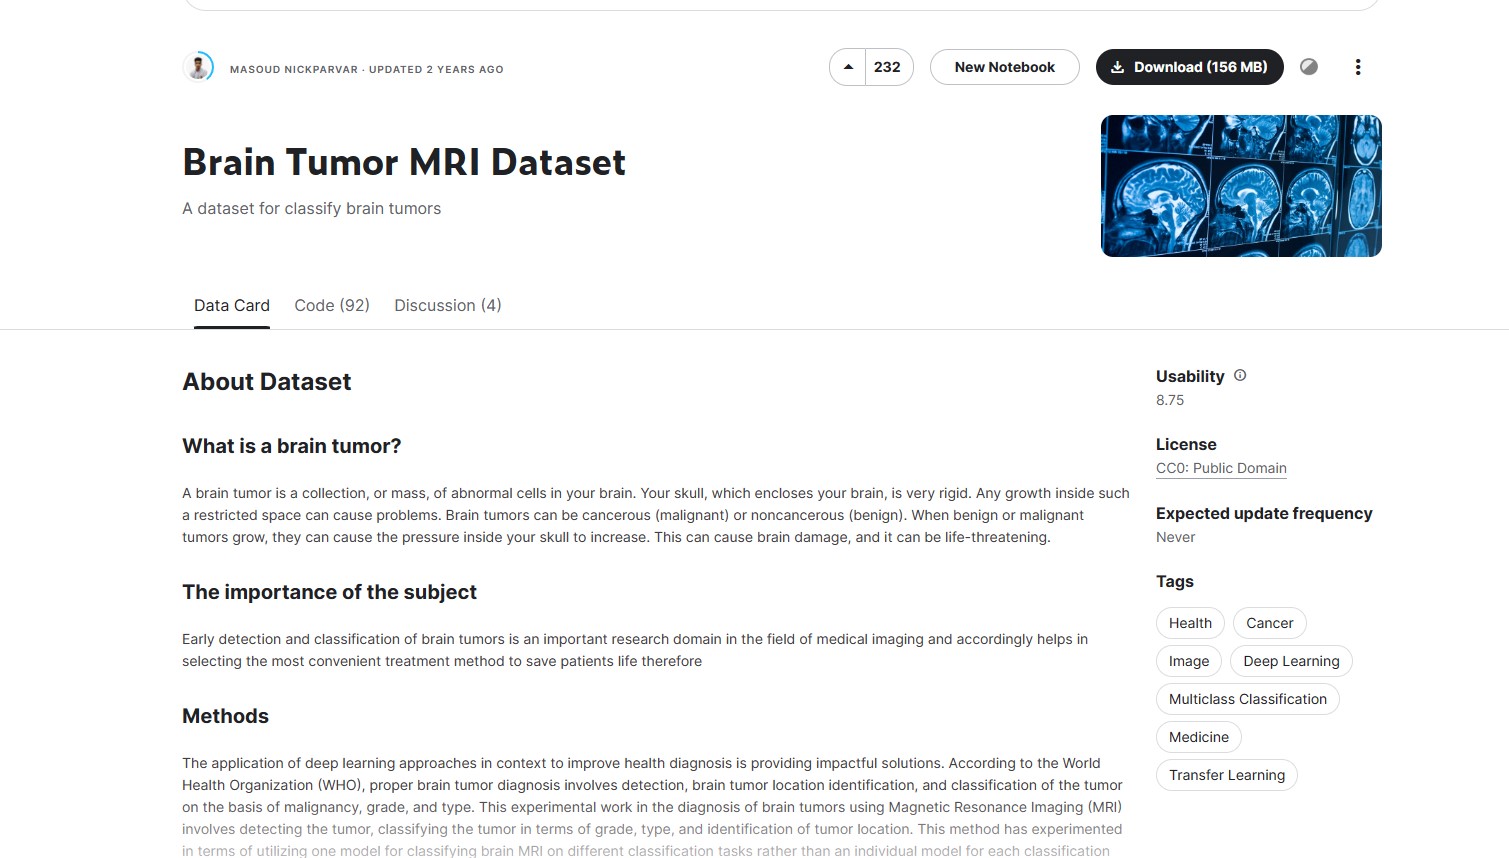 MASOUD NICKPARVAR · UPDATED 2 YEARS AGO
232
New Notebook
Download (156 MB)
Brain Tumor MRI Dataset
A dataset for classify brain tumors
Data Card
Code (92)
Discussion (4)
About Dataset
What is a brain tumor?
A brain tumor is a collection, or mass, of abnormal cells in your brain. Your skull, which encloses your brain, is very rigid. Any growth inside such
a restricted space can cause problems. Brain tumors can be cancerous (malignant) or noncancerous (benign). When benign or malignant
tumors grow, they can cause the pressure inside your skull to increase. This can cause brain damage, and it can be life-threatening.
The importance of the subject
Early detection and classification of brain tumors is an important research domain in the field of medical imaging and accordingly helps in
selecting the most convenient treatment method to save patients life therefore
Methods
The application of deep learning approaches in context to improve health diagnosis is providing impactful solutions. According to the World
Health Organization (WHO), proper brain tumor diagnosis involves detection, brain tumor location identification, and classification of the tumor
on the basis of malignancy, grade, and type. This experimental work in the diagnosis of brain tumors using Magnetic Resonance Imaging (MRI)
involves detecting the tumor, classifying the tumor in terms of grade, type, and identification of tumor location. This method has experimented
in terms of utilizing one model for classifying brain MRI on different classification tasks rather than an individual model for each classification
Usability
8.75
License
CC0: Public Domain
Expected update frequency
Never
Tags
Health
Cancer
Image
Deep Learning
Multiclass Classification
Medicine
Transfer Learning